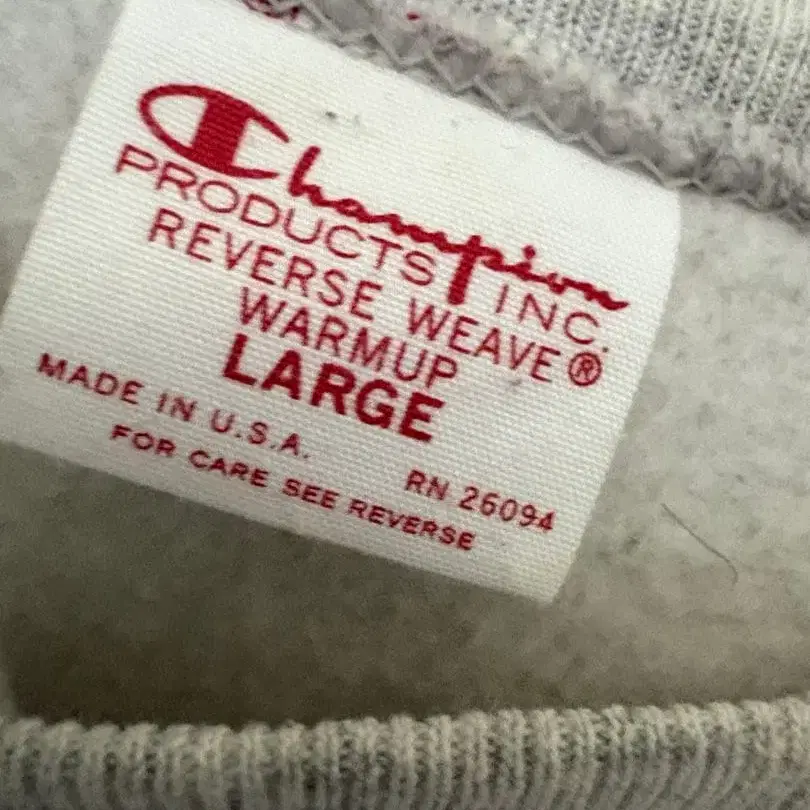 Champion
PRODUCTS INC.
REVERSE WEAVE®
WARMUP
LARGE
MADE IN U.S.A.
RN 26094
FOR CARE SEE REVERSE